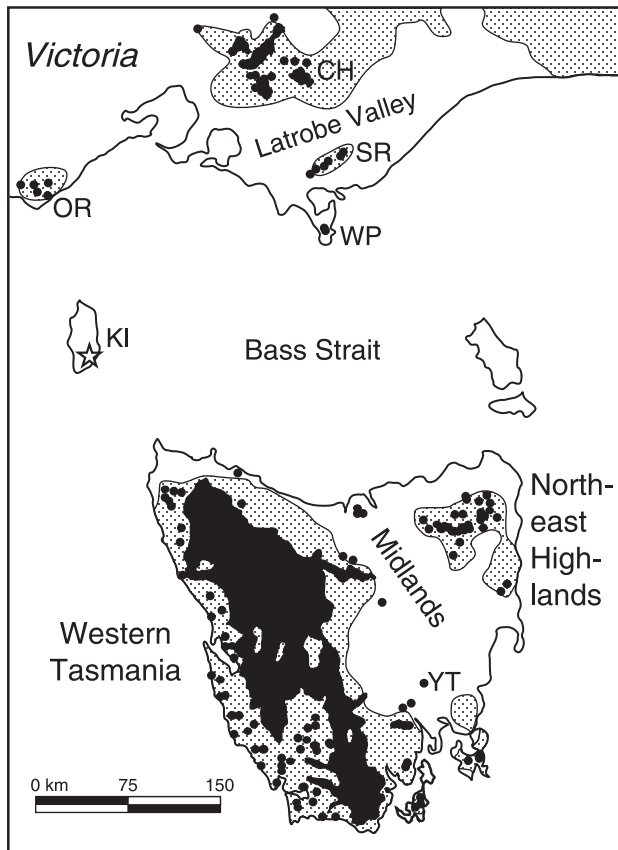 Victoria
CH
Latrobe Valley
SR
OR
WP
KI
Bass Strait
North-
east
High-
lands
Midlands
Western
Tasmania
YT
0 km 75 150